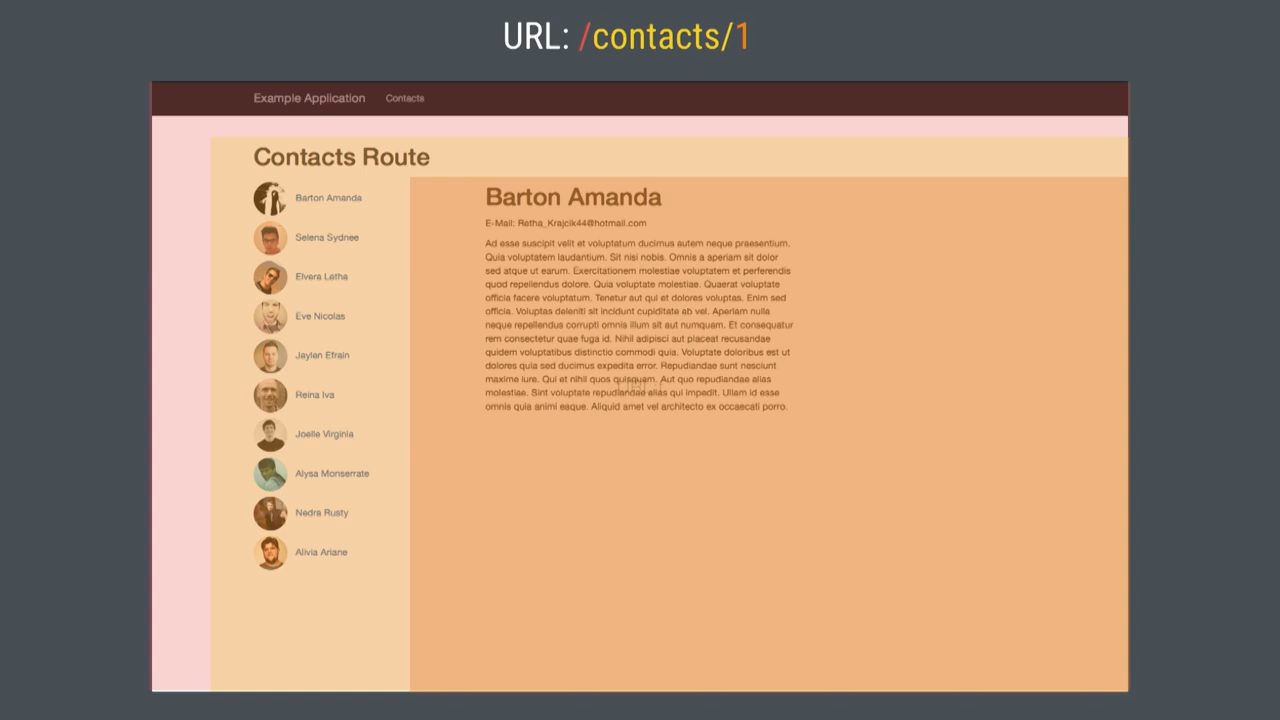 URL: /contacts/1
Example Application Contacts
Contacts Route
Barton Amanda
Selena Sydnee
Elvera Letha
Eve Nicolas
Jaylen Efrain
Reina Iva
Joelle Virginia
Alysa Monserrate
Nedra Rusty
Alivia Ariane
Barton Amanda
E-Mail: Retha_Krajcik44@hotmail.com
Ad esse suscipit velit et voluptatum ducimus autem neque praesentium.
Quia voluptatem laudantium. Sit nisi nobis. Omnis a aperiam sit dolor
sed atque ut earum. Exercitationem molestiae voluptatem et perferendis
quod repellendus dolore. Quia voluptate molestiae. Quaerat voluptate
officia facere voluptatum. Tenetur aut qui et dolores voluptas. Enim sed
officia. Voluptas deleniti sit incidunt cupiditate ab vel. Aperiam nulla
neque repellendus corrupti omnis illum sit aut numquam. Et consequatur
rem consectetur quae fuga id. Nihil adipisci aut placeat recusandae
quidem voluptatibus distinctio commodi quia. Voluptate doloribus est ut
dolores quia sed ducimus expedita error. Repudiandae sunt nesciunt
maxime iure. Qui et nihil quos quisquam. Aut quo repudiandae alias
molestiae. Sint voluptate repudiandae alias qui impedit. Ullam id esse
omnis quia animi eaque. Aliquid amet vel architecto ex occaecati porro.